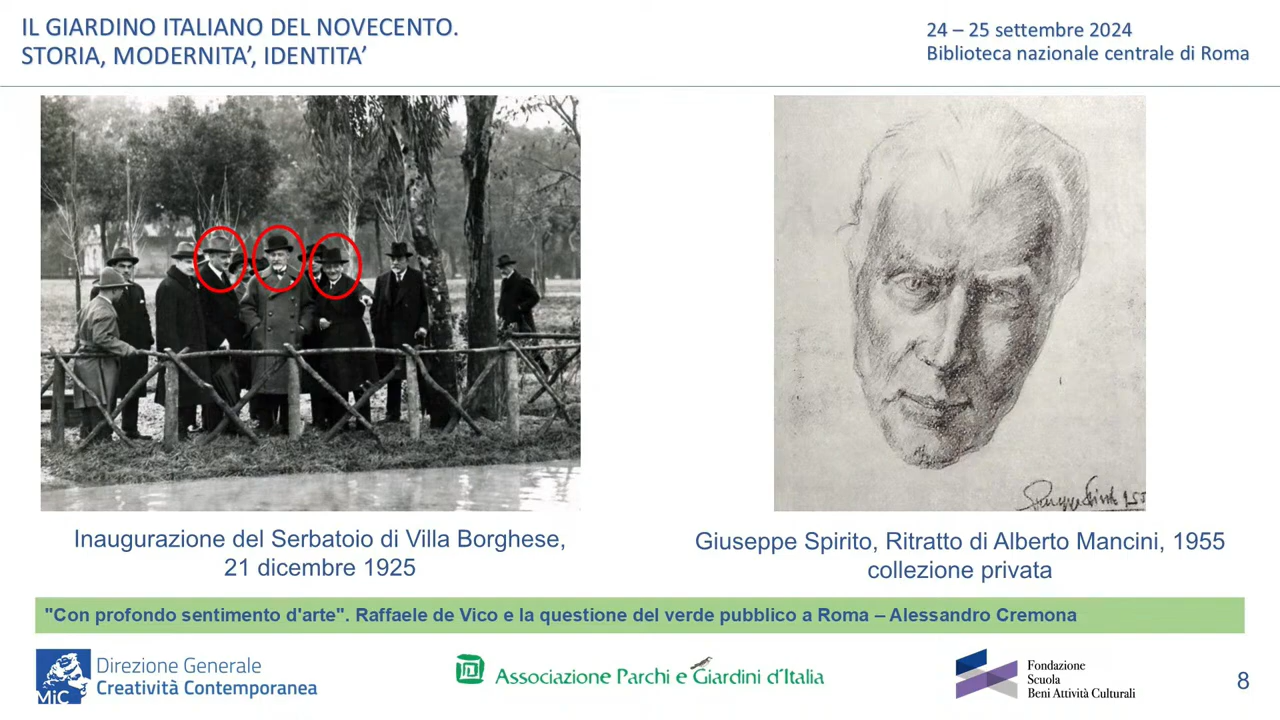 IL GIARDINO ITALIANO DEL NOVECENTO.
STORIA, MODERNITA’, IDENTITA’
24 – 25 settembre 2024
Biblioteca nazionale centrale di Roma
Inaugurazione del Serbatoio di Villa Borghese,
21 dicembre 1925
Giuseppe Spirito, Ritratto di Alberto Mancini, 1955
collezione privata
"Con profondo sentimento d'arte". Raffaele de Vico e la questione del verde pubblico a Roma – Alessandro Cremona
MiC
Direzione Generale
Creatività Contemporanea
Associazione Parchi e Giardini d'Italia
Fondazione
Scuola
Beni Attività Culturali
8